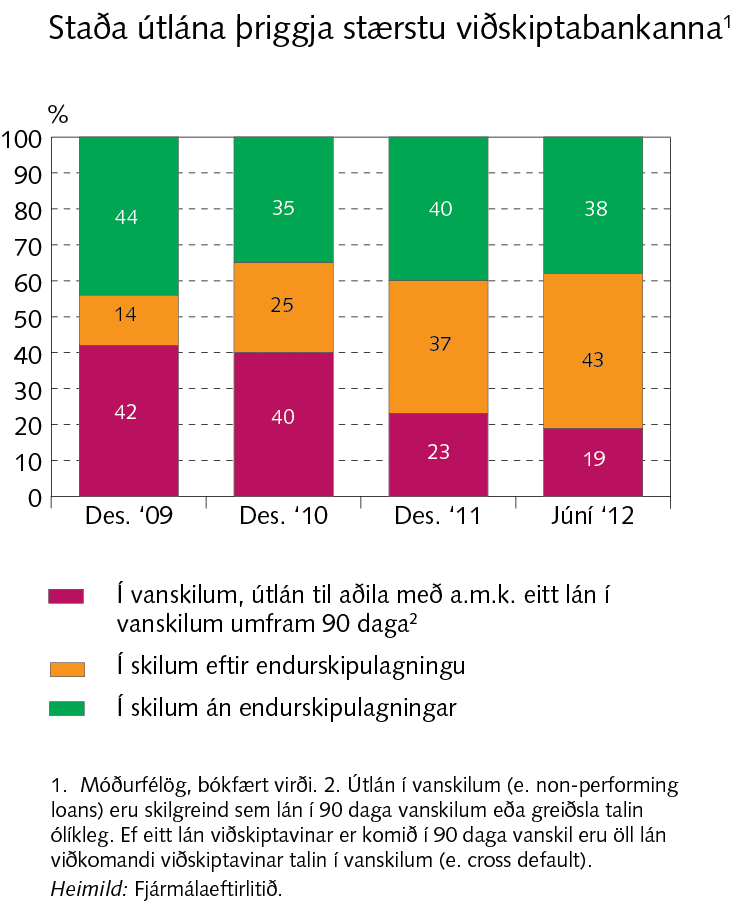 Staða útlána þriggja stærstu viðskiptabankanna¹
%
100
90
80
70
60
50
40
30
20
10
0
44
14
42
35
25
40
40
37
23
38
43
19
Des. ‘09
Des. ‘10
Des. ‘11
Júní ‘12
Í vanskilum, útlán til aðila með a.m.k. eitt lán í
vanskilum umfram 90 daga²
Í skilum eftir endurskipulagningu
Í skilum án endurskipulagningar
1. Móðurfélög, bókfært virði. 2. Útlán í vanskilum (e. non-performing
loans) eru skilgreind sem lán í 90 daga vanskilum eða greiðsla talin
ólíkleg. Ef eitt lán viðskiptavinar er komið í 90 daga vanskil eru öll lán
viðkomandi viðskiptavinar talin í vanskilum (e. cross default).
Heimild: Fjármálaeftirlitið.